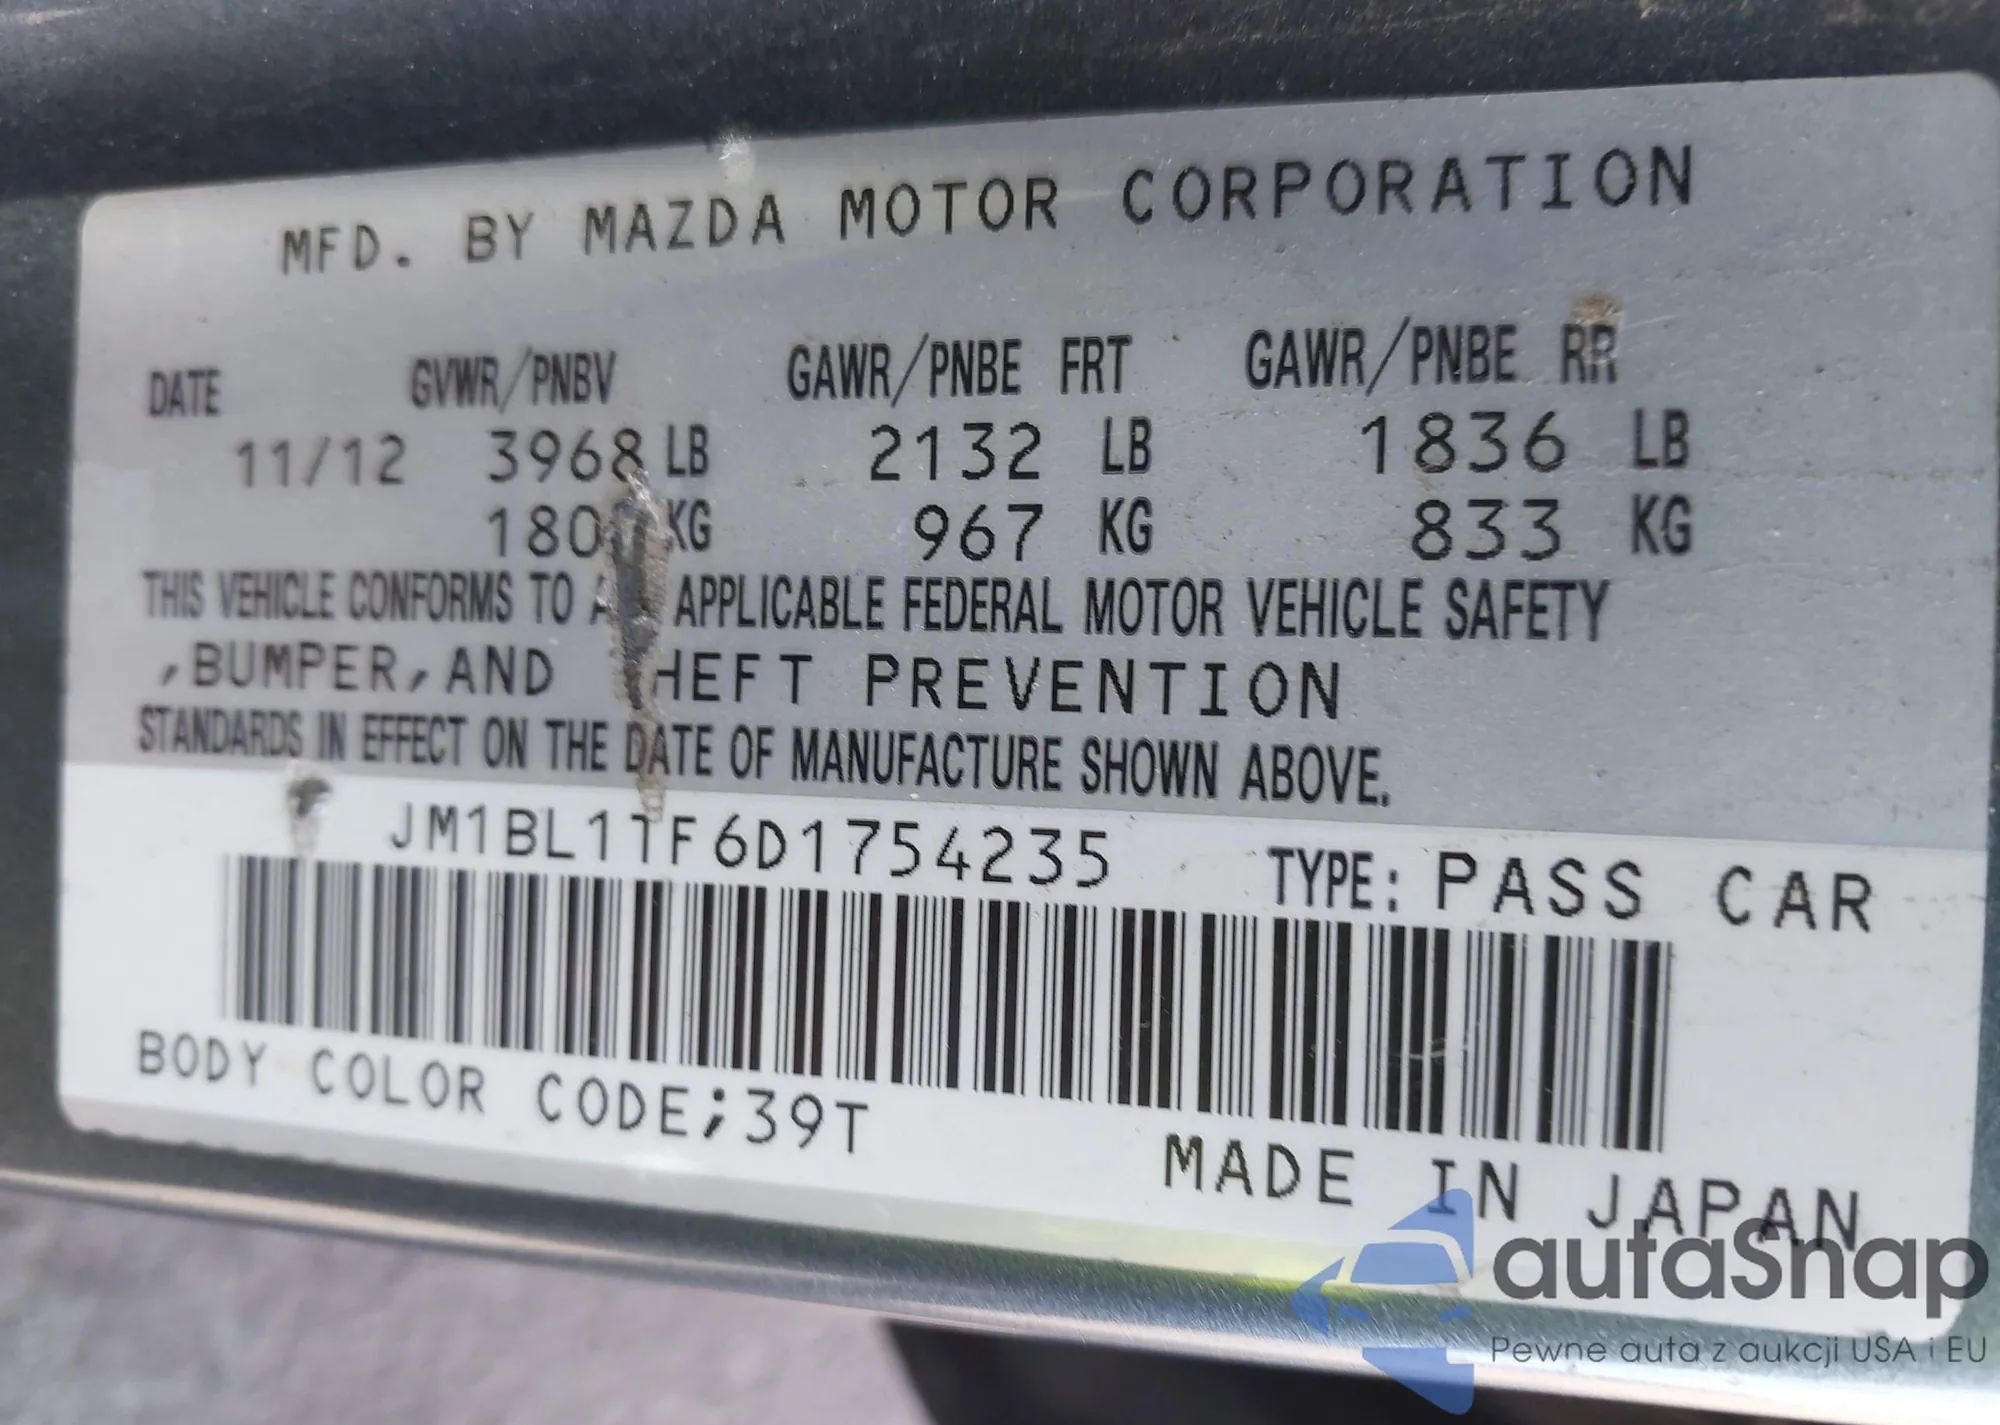 MFD. BY MAZDA MOTOR CORPORATION
DATE GVWR/PNBV GAWR/PNBE FRT GAWR/PNBE RR
11/12 3968 LB 2132 LB 1836 LB
KG 967 KG 833 KG
THIS VEHICLE CONFORMS TO APPLICABLE FEDERAL MOTOR VEHICLE SAFETY
,BUMPER,AND HEFT PREVENTION
STANDARDS IN EFFECT ON THE DATE OF MANUFACTURE SHOWN ABOVE.
JM1BL1TF6D1754235 TYPE: PASS CAR
BODY COLOR CODE;39T
MADE IN JAPAN
autaSnap
Pewne auta z aukcji USA i EU